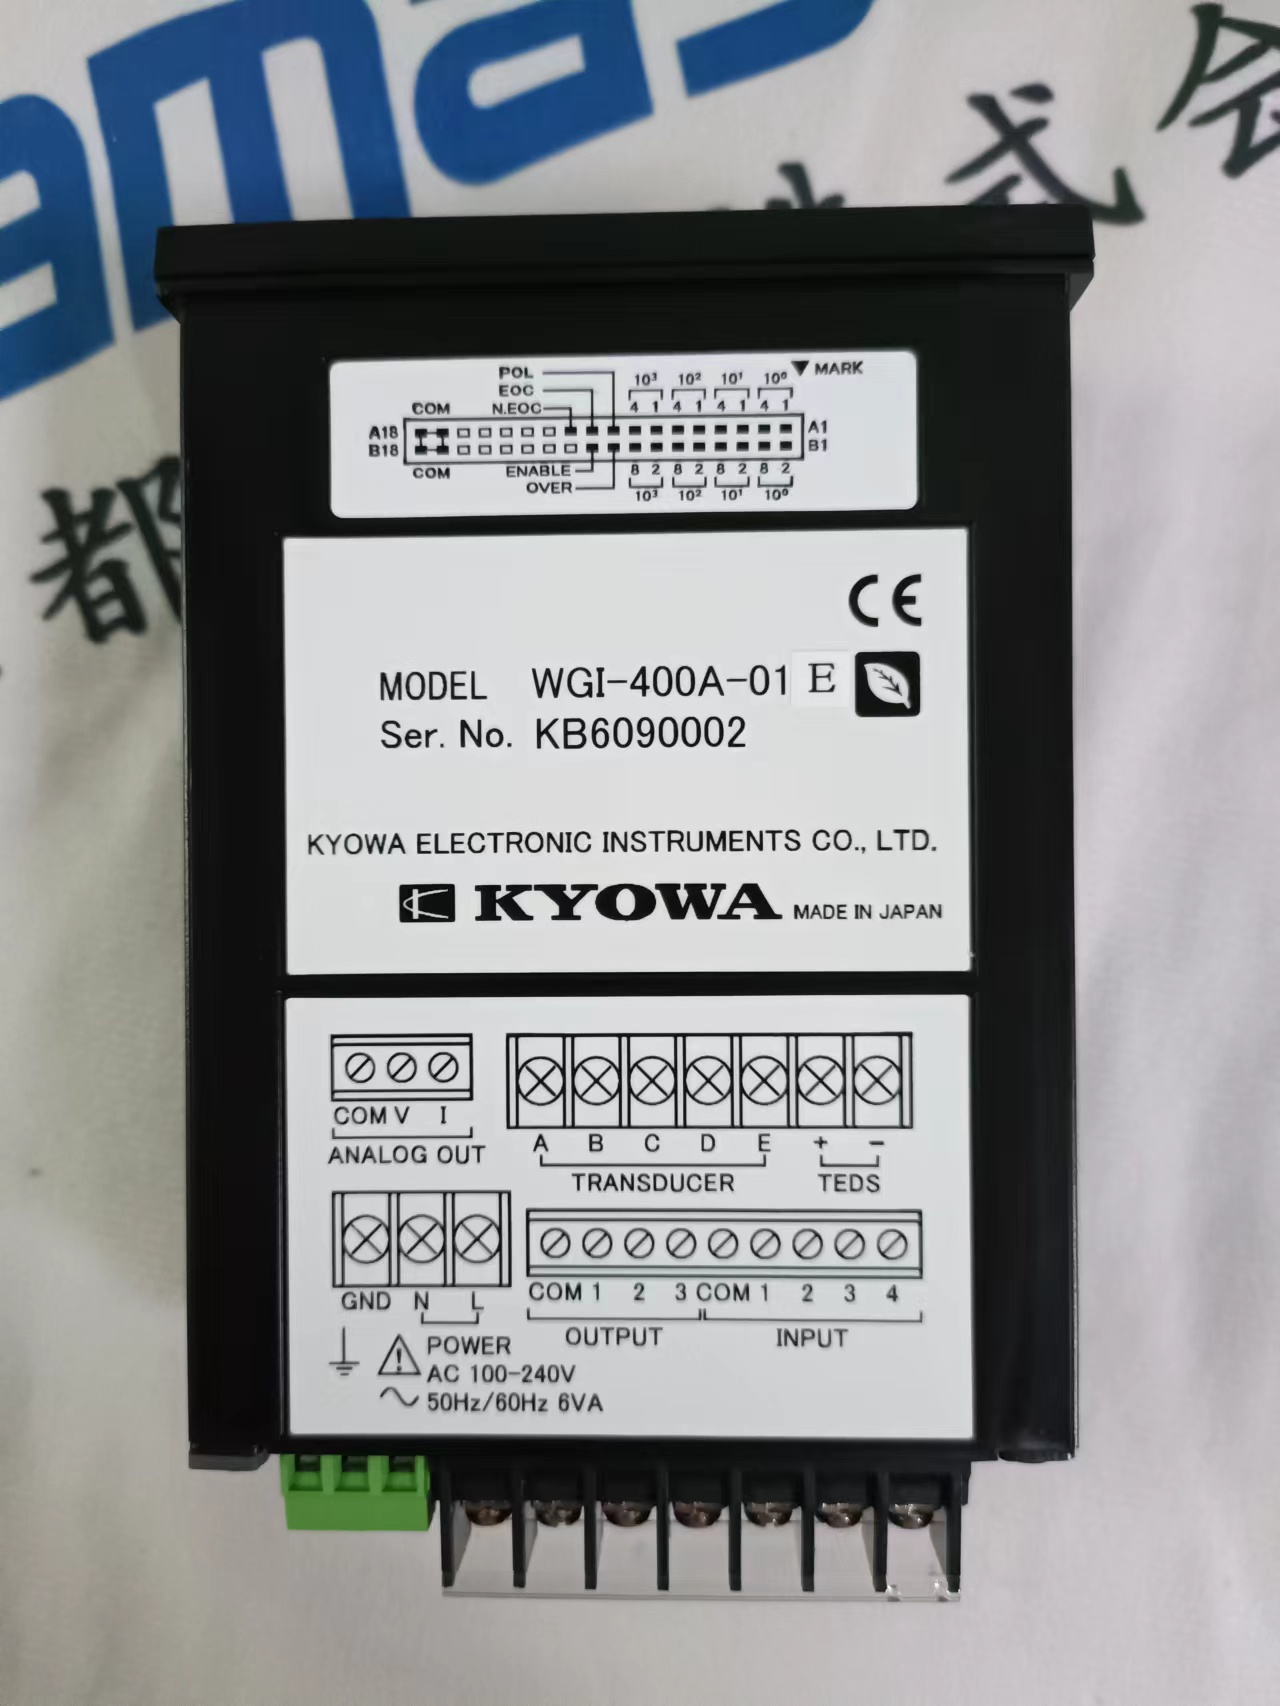 amas
式会
都
▼ MARK
POL
EOC
N.EOC
10³ 10² 10¹ 10⁰
COM
4 1 4 1 4 1 4 1
A18 A1
B18 B1
COM
ENABLE
OVER
8 2 8 2 8 2 8 2
10³ 10² 10¹ 10⁰
CE
MODEL WGI-400A-01 E
Ser. No. KB6090002
KYOWA ELECTRONIC INSTRUMENTS CO., LTD.
KYOWA MADE IN JAPAN
COM V I
ANALOG OUT
A B C D E + -
TRANSDUCER TEDS
GND N L
COM 1 2 3 COM 1 2 3 4
OUTPUT INPUT
POWER
AC 100-240V
50Hz/60Hz 6VA